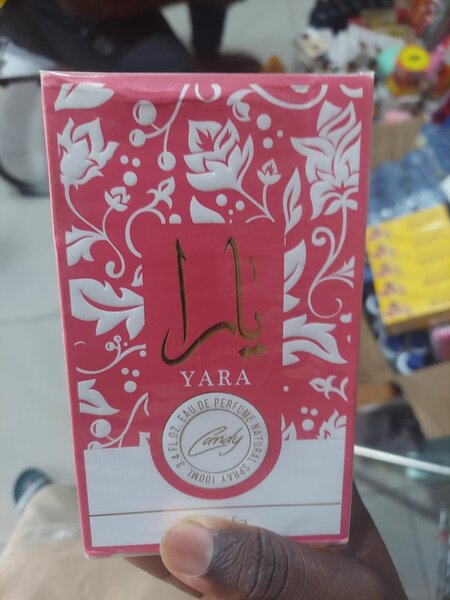 يارا
YARA
EAU DE PERFUME NATURAL SPRAY 100ML 3.4 FL.OZ.
Candy